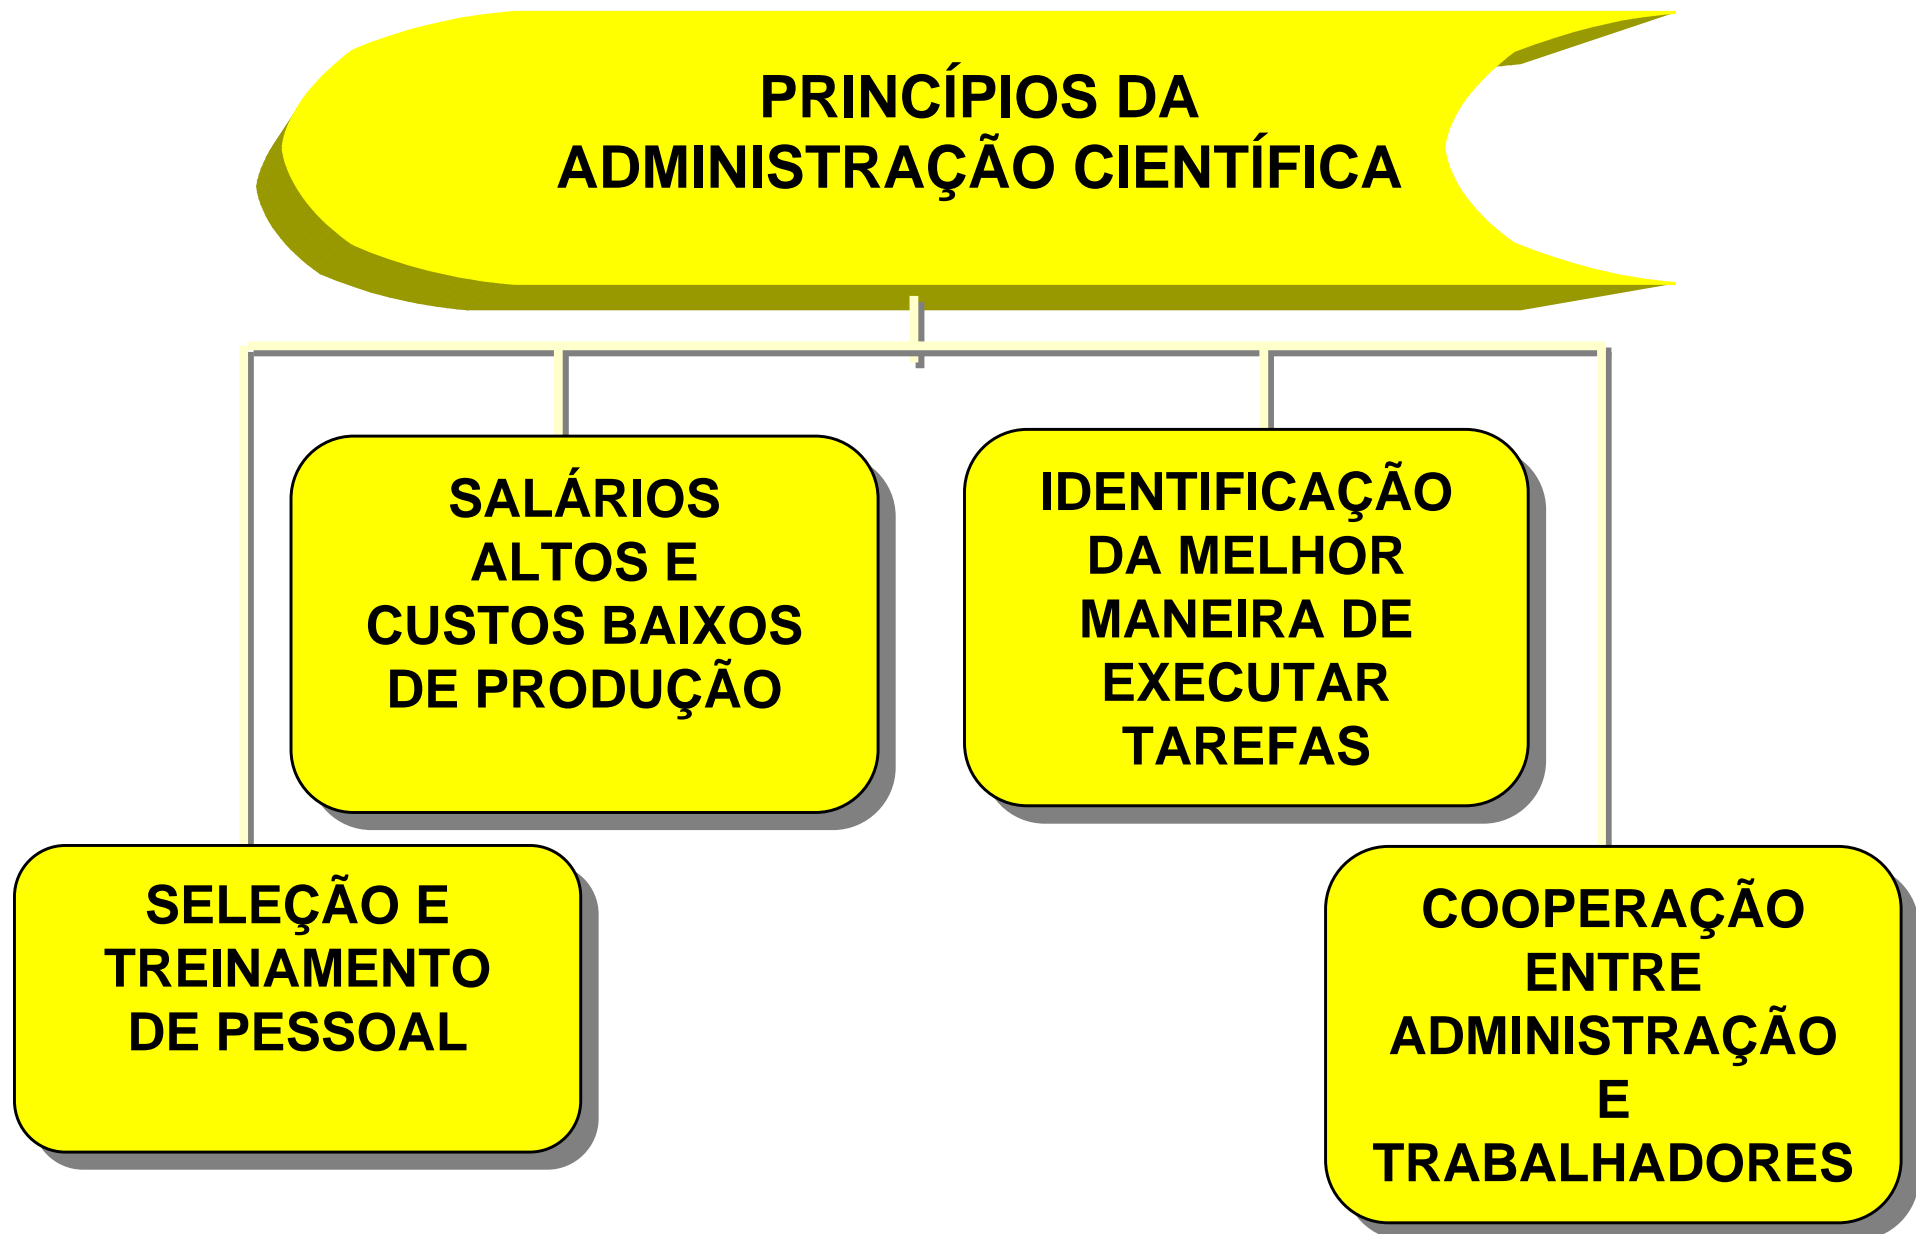 PRINCÍPIOS DA
ADMINISTRAÇÃO CIENTÍFICA
SALÁRIOS
ALTOS E
CUSTOS BAIXOS
DE PRODUÇÃO
IDENTIFICAÇÃO
DA MELHOR
MANEIRA DE
EXECUTAR
TAREFAS
SELEÇÃO E
TREINAMENTO
DE PESSOAL
COOPERAÇÃO
ENTRE
ADMINISTRAÇÃO
E
TRABALHADORES